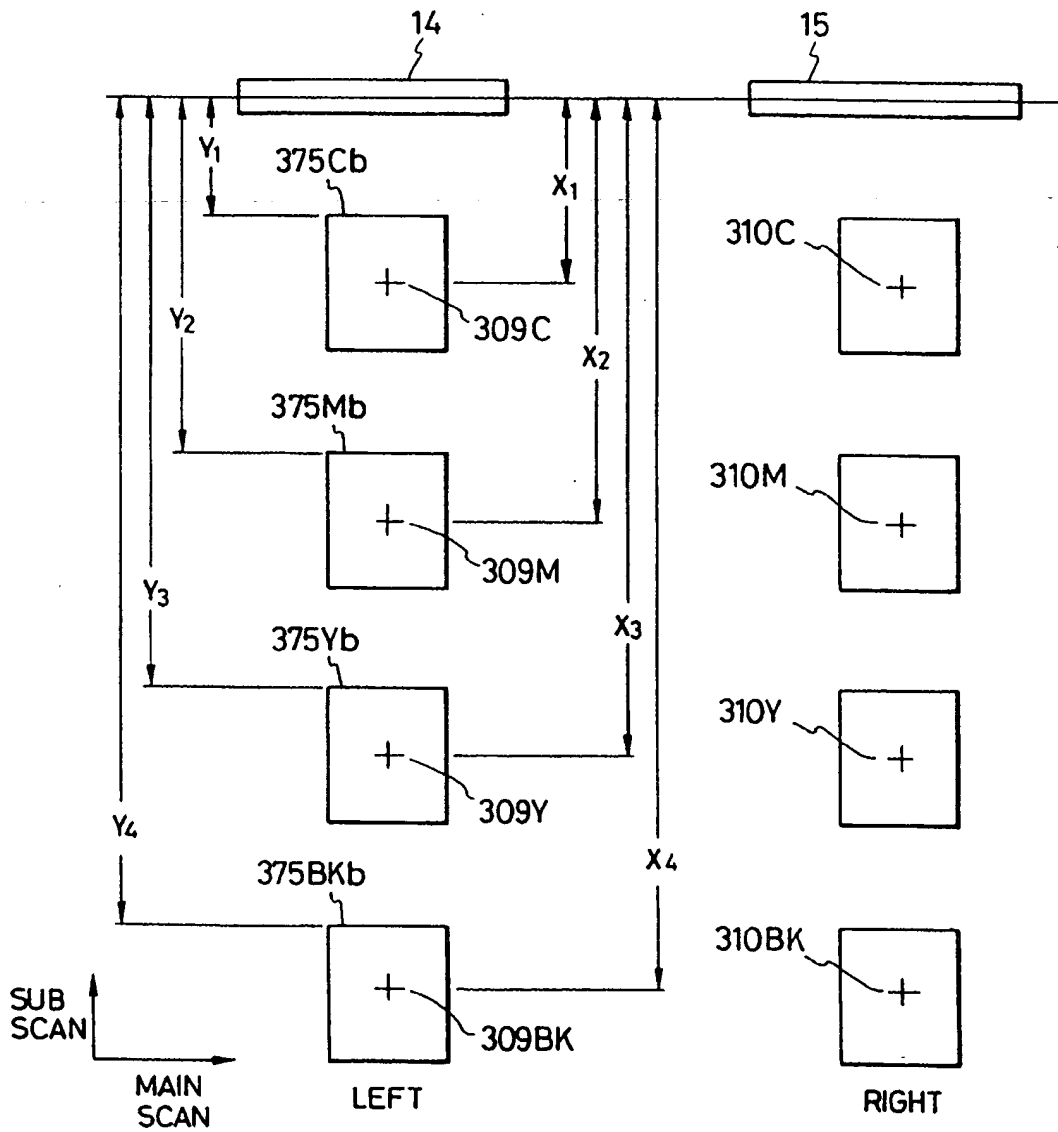 14
15
Y1
375Cb
X1
310C
309C
Y2
X2
375Mb
310M
309M
Y3
X3
375Yb
310Y
309Y
Y4
X4
375BKb
310BK
309BK
SUB
SCAN
MAIN
SCAN
LEFT
RIGHT